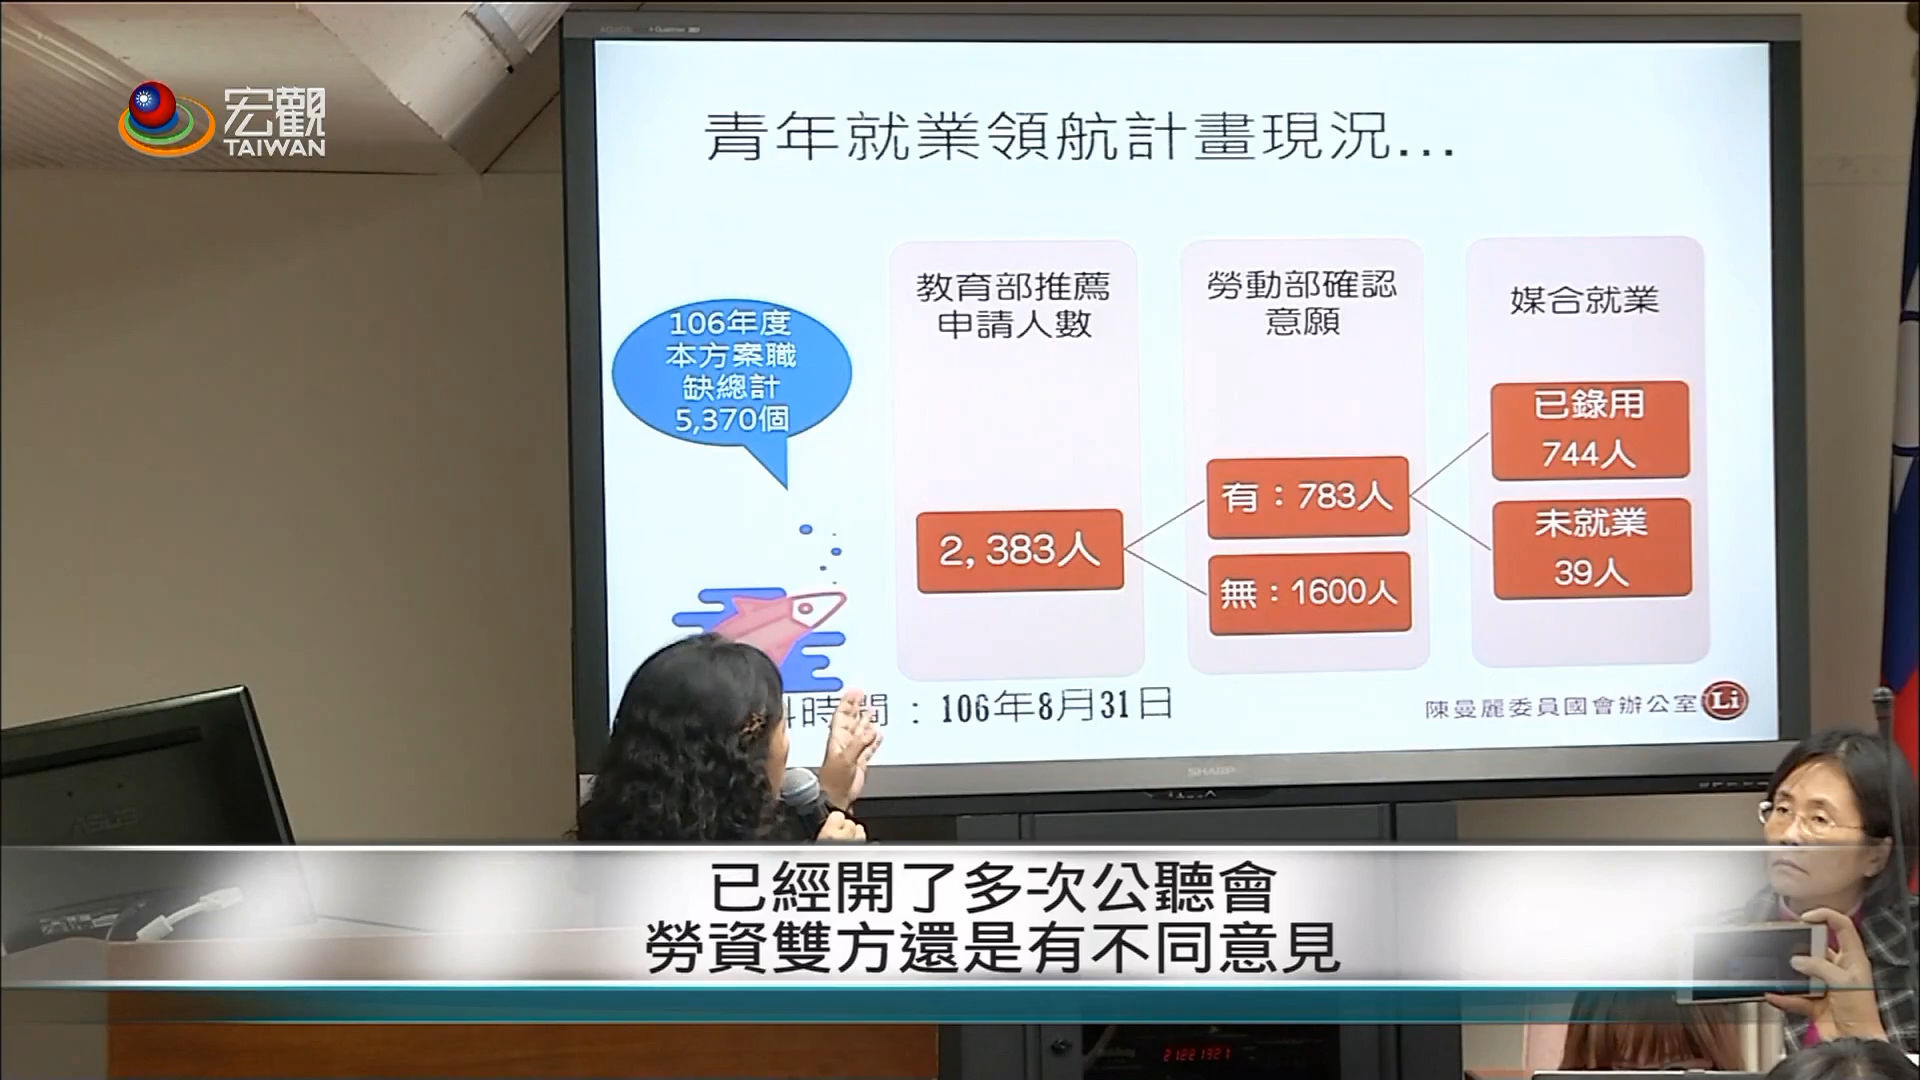 宏觀
TAIWAN
青年就業領航計畫現況...
106年度
本方案職
缺總計
5,370個
教育部推薦
申請人數
2,383人
勞動部確認
意願
有：783人
無：1600人
媒合就業
已錄用
744人
未就業
39人
時間：106年8月31日
陳曼麗委員國會辦公室
Li
SHARP
ASUS
已經開了多次公聽會
勞資雙方還是有不同意見